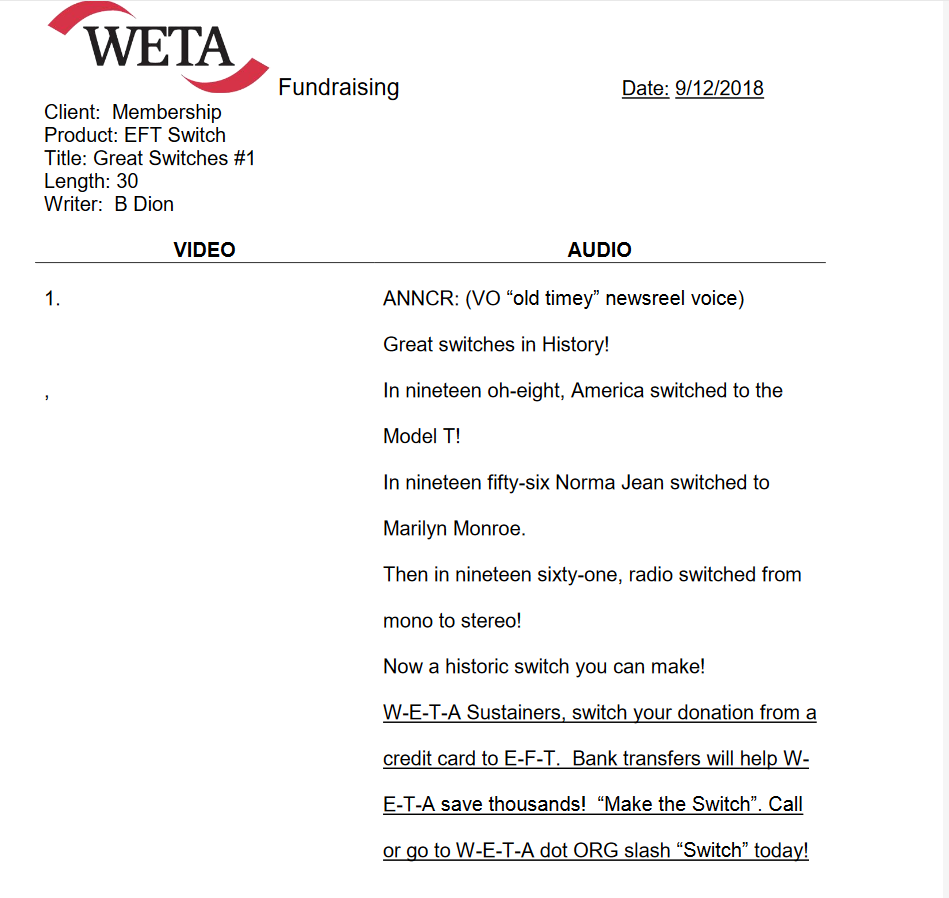 WETA
Fundraising Date: 9/12/2018
Client:  Membership
Product: EFT Switch
Title: Great Switches #1
Length: 30
Writer:  B Dion
VIDEO AUDIO
1. ANNCR: (VO “old timey” newsreel voice)
Great switches in History!
, In nineteen oh-eight, America switched to the
Model T!
In nineteen fifty-six Norma Jean switched to
Marilyn Monroe.
Then in nineteen sixty-one, radio switched from
mono to stereo!
Now a historic switch you can make!
W-E-T-A Sustainers, switch your donation from a
credit card to E-F-T.  Bank transfers will help W-
E-T-A save thousands!  “Make the Switch”. Call
or go to W-E-T-A dot ORG slash “Switch” today!